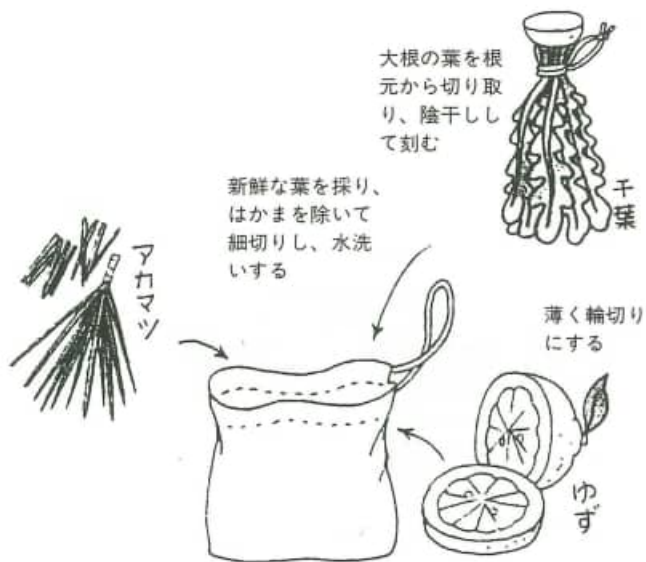 大根の葉を根
元から切り取
り、陰干しし
て刻む
干葉
新鮮な葉を採り、
はかまを除いて
細切りし、水洗
いする
アカマツ
薄く輪切り
にする
ゆず